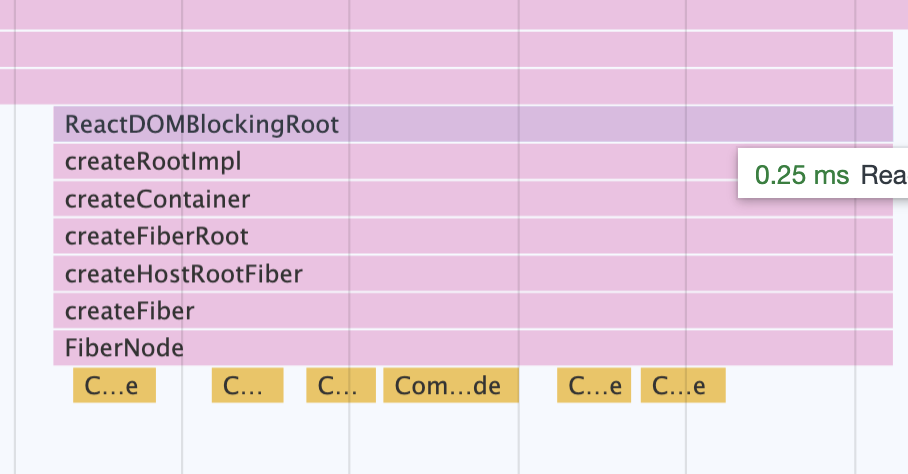 ReactDOMBlockingRoot
createRootImpl
0.25 ms Rea
createContainer
createFiberRoot
createHostRootFiber
createFiber
FiberNode
C...e C... C... Com...de C...e C...e